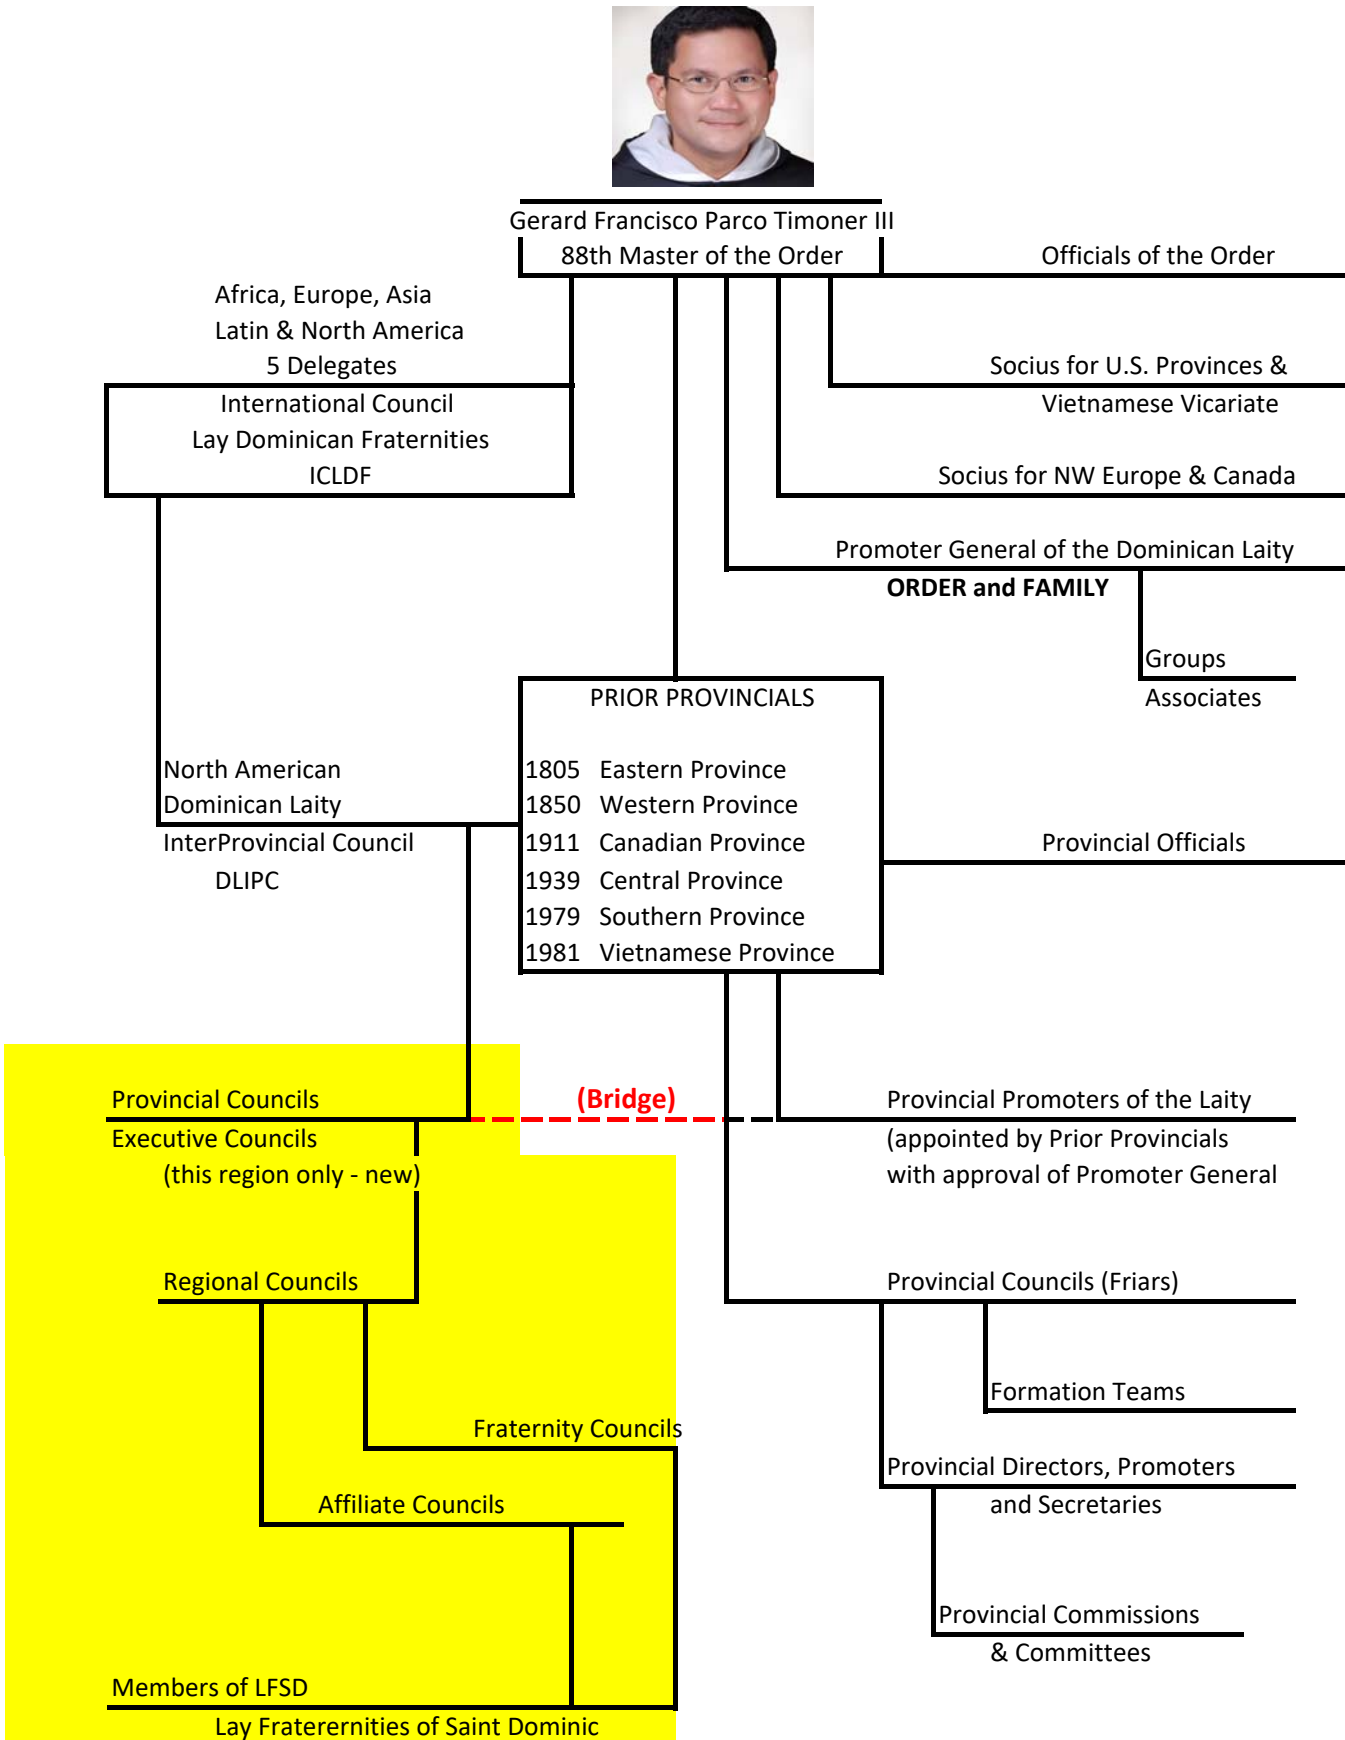 Gerard Francisco Parco Timoner III
88th Master of the Order
Officials of the Order
Africa, Europe, Asia
Latin & North America
5 Delegates
International Council
Lay Dominican Fraternities
ICLDF
Socius for U.S. Provinces &
Vietnamese Vicariate
Socius for NW Europe & Canada
Promoter General of the Dominican Laity
ORDER and FAMILY
Groups
Associates
PRIOR PROVINCIALS
1805 Eastern Province
1850 Western Province
1911 Canadian Province
1939 Central Province
1979 Southern Province
1981 Vietnamese Province
North American
Dominican Laity
InterProvincial Council
DLIPC
Provincial Officials
Provincial Councils
Executive Councils
(this region only - new)
(Bridge)
Provincial Promoters of the Laity
(appointed by Prior Provincials
with approval of Promoter General
Regional Councils
Provincial Councils (Friars)
Formation Teams
Fraternity Councils
Provincial Directors, Promoters
and Secretaries
Affiliate Councils
Provincial Commissions
& Committees
Members of LFSD
Lay Fraterernities of Saint Dominic